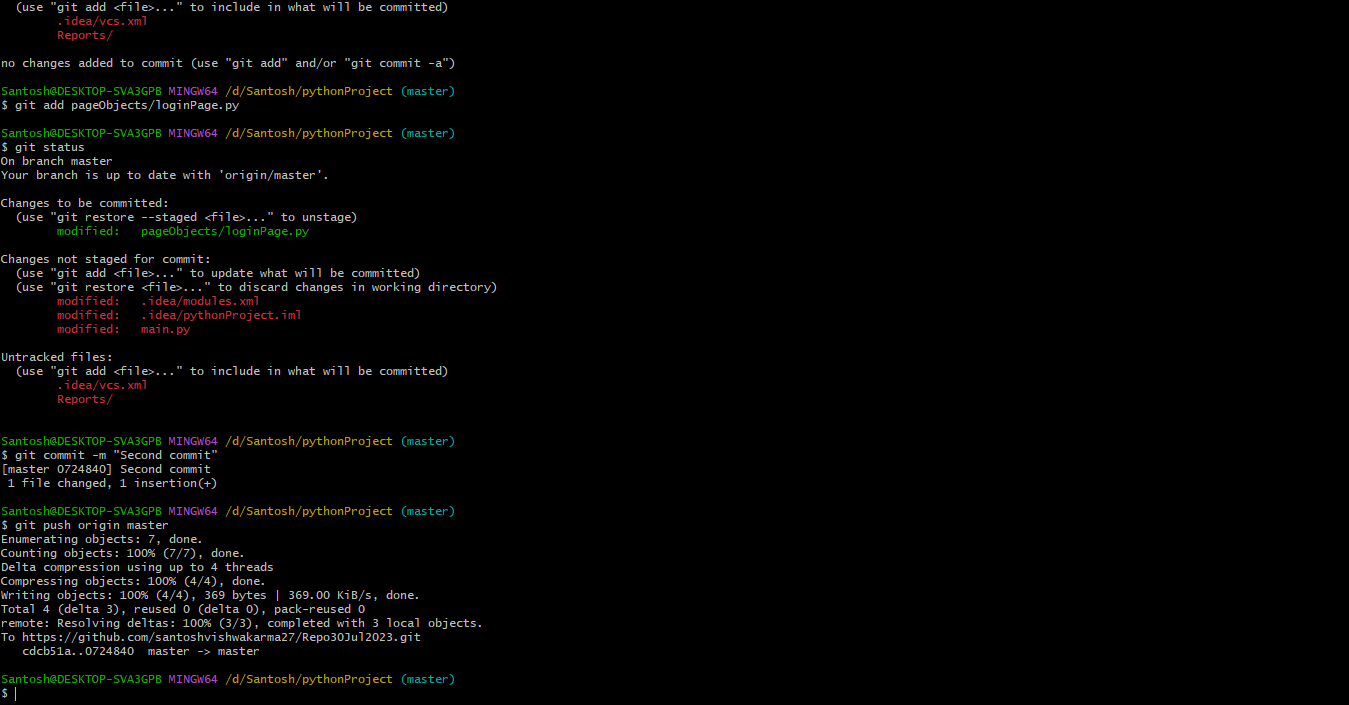 (use "git add <file>..." to include in what will be committed)
        .idea/vcs.xml
        Reports/
no changes added to commit (use "git add" and/or "git commit -a")
Santosh@DESKTOP-SVA3GPB MINGW64 /d/Santosh/pythonProject (master)
$ git add pageObjects/loginPage.py
Santosh@DESKTOP-SVA3GPB MINGW64 /d/Santosh/pythonProject (master)
$ git status
On branch master
Your branch is up to date with 'origin/master'.
Changes to be committed:
  (use "git restore --staged <file>..." to unstage)
        modified:   pageObjects/loginPage.py
Changes not staged for commit:
  (use "git add <file>..." to update what will be committed)
  (use "git restore <file>..." to discard changes in working directory)
        modified:   .idea/modules.xml
        modified:   .idea/pythonProject.iml
        modified:   main.py
Untracked files:
  (use "git add <file>..." to include in what will be committed)
        .idea/vcs.xml
        Reports/
Santosh@DESKTOP-SVA3GPB MINGW64 /d/Santosh/pythonProject (master)
$ git commit -m "Second commit"
[master 0724840] Second commit
 1 file changed, 1 insertion(+)
Santosh@DESKTOP-SVA3GPB MINGW64 /d/Santosh/pythonProject (master)
$ git push origin master
Enumerating objects: 7, done.
Counting objects: 100% (7/7), done.
Delta compression using up to 4 threads
Compressing objects: 100% (4/4), done.
Writing objects: 100% (4/4), 369 bytes | 369.00 KiB/s, done.
Total 4 (delta 3), reused 0 (delta 0), pack-reused 0
remote: Resolving deltas: 100% (3/3), completed with 3 local objects.
To https://github.com/santoshvishwakarma27/Repo30Jul2023.git
   cdcb51a..0724840  master -> master
Santosh@DESKTOP-SVA3GPB MINGW64 /d/Santosh/pythonProject (master)
$